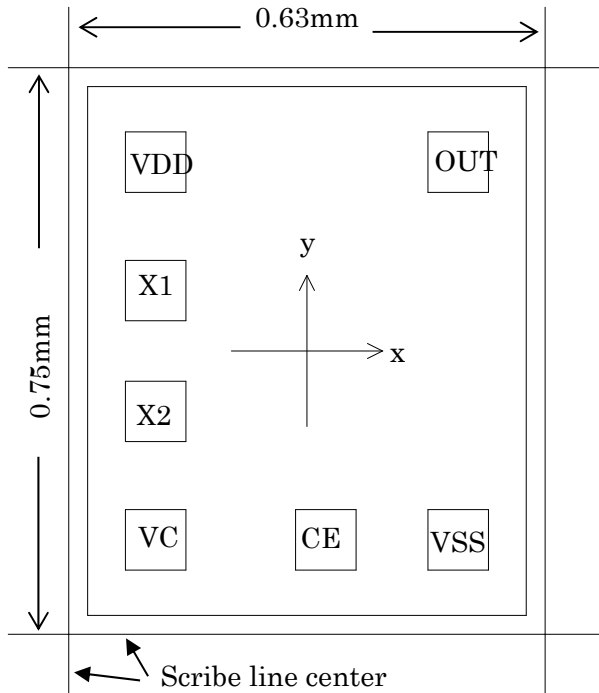 0.63mm
VDD
OUT
y
X1
x
0.75mm
X2
VC
CE
VSS
Scribe line center